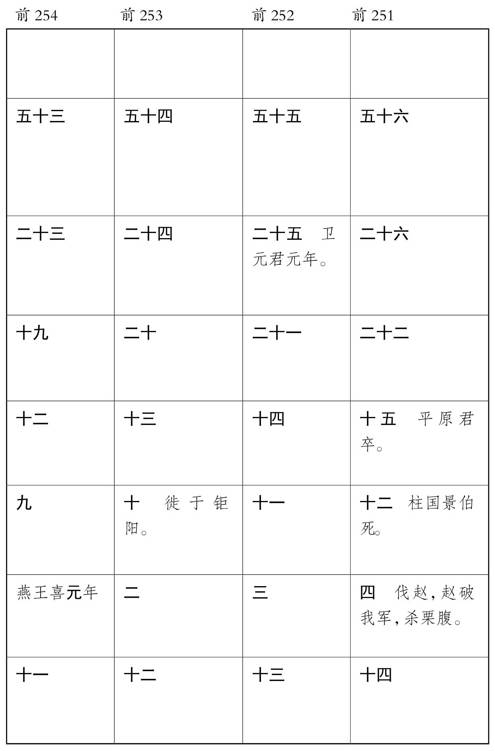 前 254 前 253 前 252 前 251
五十三 五十四 五十五 五十六
二十三 二十四 二十五 卫 二十六
元君元年。
十九 二十 二十一 二十二
十二 十三 十四 十五 平原君
卒。
九 十 徙于钜 十一 十二 柱国景伯
阳。 死。
燕王喜元年 二 三 四 伐赵，赵破
我军，杀栗腹。
十一 十二 十三 十四